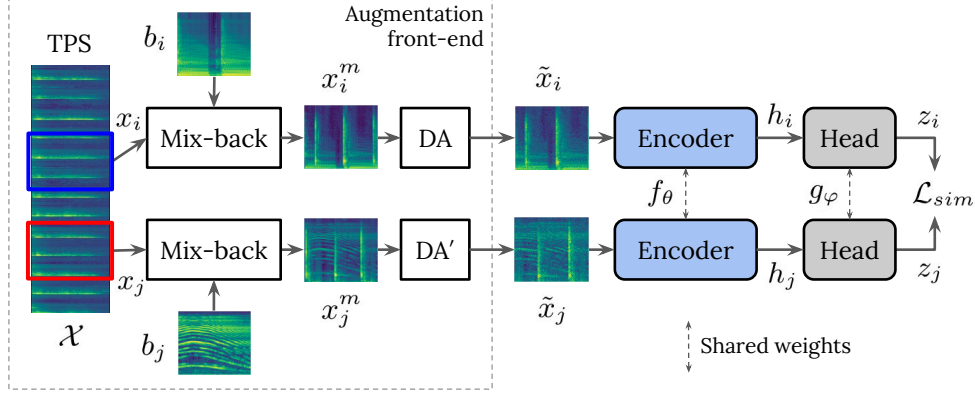 Augmentation
front-end
TPS
b_i
x_i^m
x̃_i
x_i
Mix-back
DA
Encoder
h_i
Head
z_i
f_θ
g_φ
ℒ_sim
Mix-back
DA′
Encoder
Head
x_j
x_j^m
x̃_j
h_j
z_j
𝒳
b_j
Shared weights